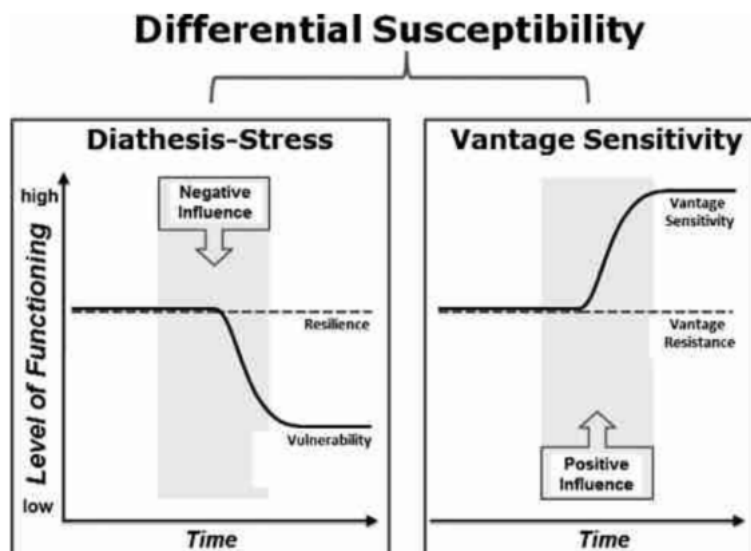 Differential Susceptibility
Diathesis-Stress
high
Negative
Influence
Resilience
Vulnerability
Level of Functioning
low
Time
Vantage Sensitivity
Vantage
Sensitivity
Vantage
Resistance
Positive
Influence
Time